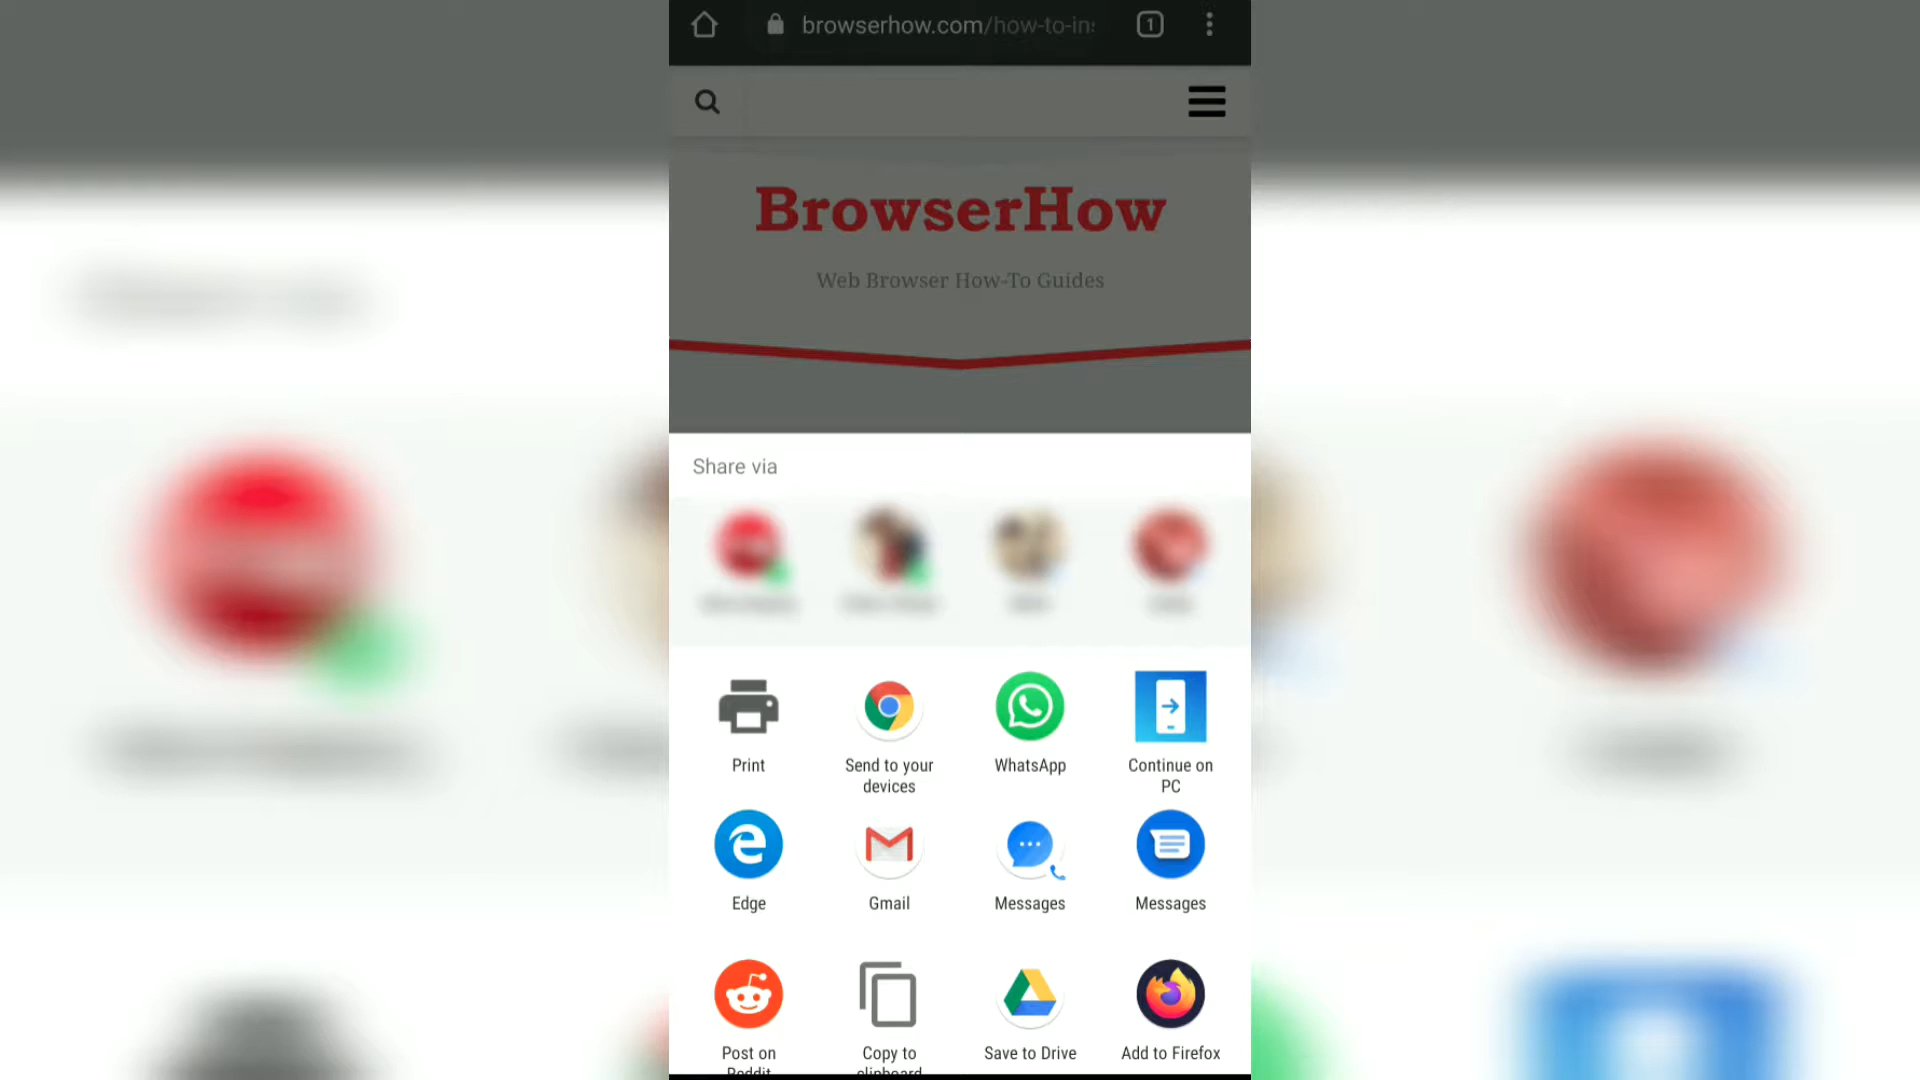 browserhow.com/how-to-in
1
BrowserHow
Web Browser How-To Guides
Share via
Print
Send to your
devices
WhatsApp
Continue on
PC
Edge
Gmail
Messages
Messages
Post on
Reddit
Copy to
clipboard
Save to Drive
Add to Firefox